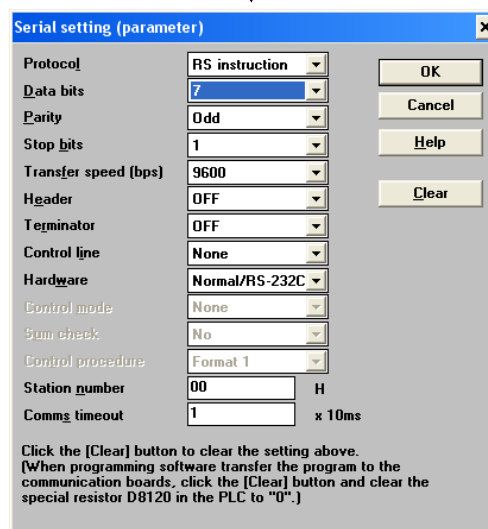 Serial setting (parameter)
Protocol RS instruction OK
Data bits 7
Parity Odd Cancel
Stop bits 1 Help
Transfer speed (bps) 9600
Header OFF Clear
Terminator OFF
Control line None
Hardware Normal/RS-232C
Control mode None
Sum check No
Control procedure Format 1
Station number 00 H
Comms timeout 1 x 10ms
Click the [Clear] button to clear the setting above.
(When programming software transfer the program to the
communication boards, click the [Clear] button and clear the
special resistor D8120 in the PLC to "0".)